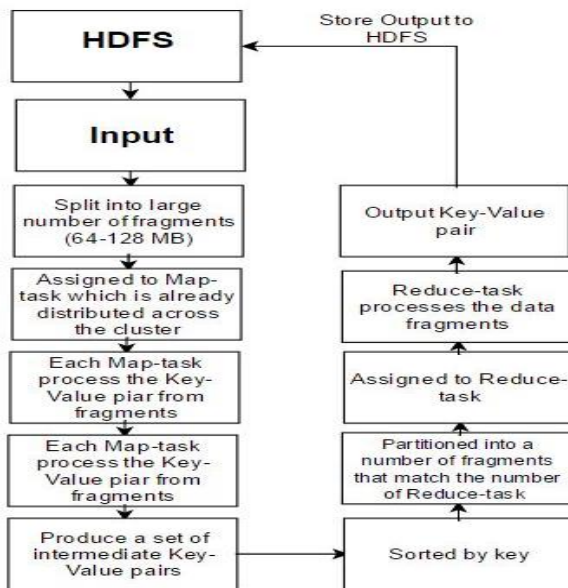 HDFS
Input
Split into large
number of fragments
(64-128 MB)
Assigned to Map-
task which is already
distributed across
the cluster
Each Map-task
process the Key-
Value piar from
fragments
Each Map-task
process the Key-
Value piar from
fragments
Produce a set of
intermediate Key-
Value pairs
Sorted by key
Partitioned into a
number of fragments
that match the number
of Reduce-task
Assigned to Reduce-
task
Reduce-task
processes the data
fragments
Output Key-Value
pair
Store Output to
HDFS